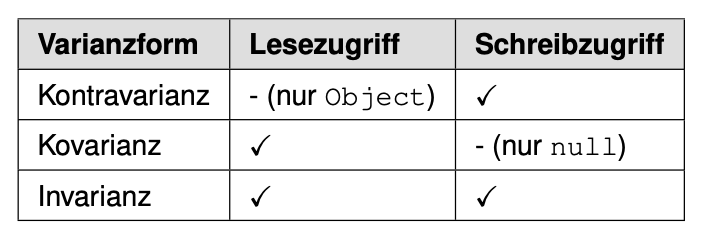 Varianzform Lesezugriff Schreibzugriff
Kontravarianz - (nur Object) ✓
Kovarianz ✓ - (nur null)
Invarianz ✓ ✓